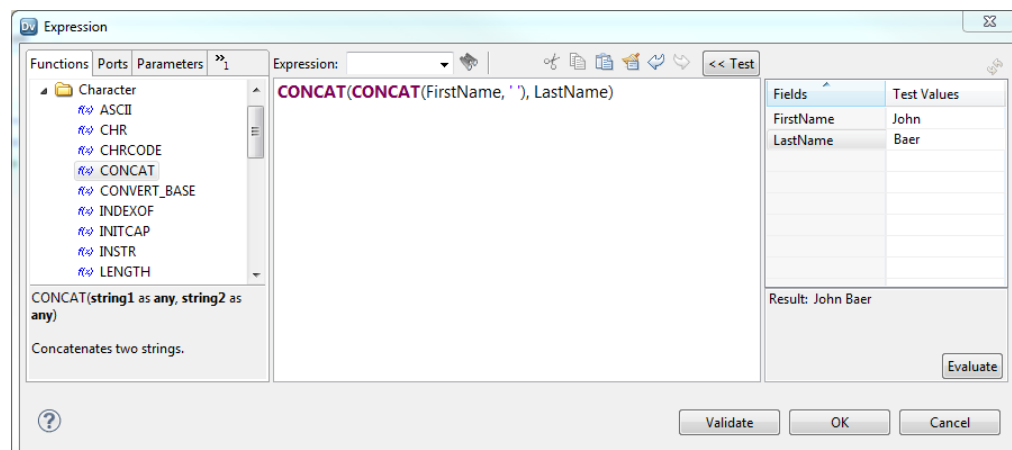 Dv Expression
Functions Ports Parameters »1
Expression:
<< Test
Character
f(x) ASCII
f(x) CHR
f(x) CHRCODE
f(x) CONCAT
f(x) CONVERT_BASE
f(x) INDEXOF
f(x) INITCAP
f(x) INSTR
f(x) LENGTH
CONCAT(string1 as any, string2 as
any)
Concatenates two strings.
CONCAT(CONCAT(FirstName, ' '), LastName)
Fields Test Values
FirstName John
LastName Baer
Result: John Baer
Evaluate
?
Validate OK Cancel